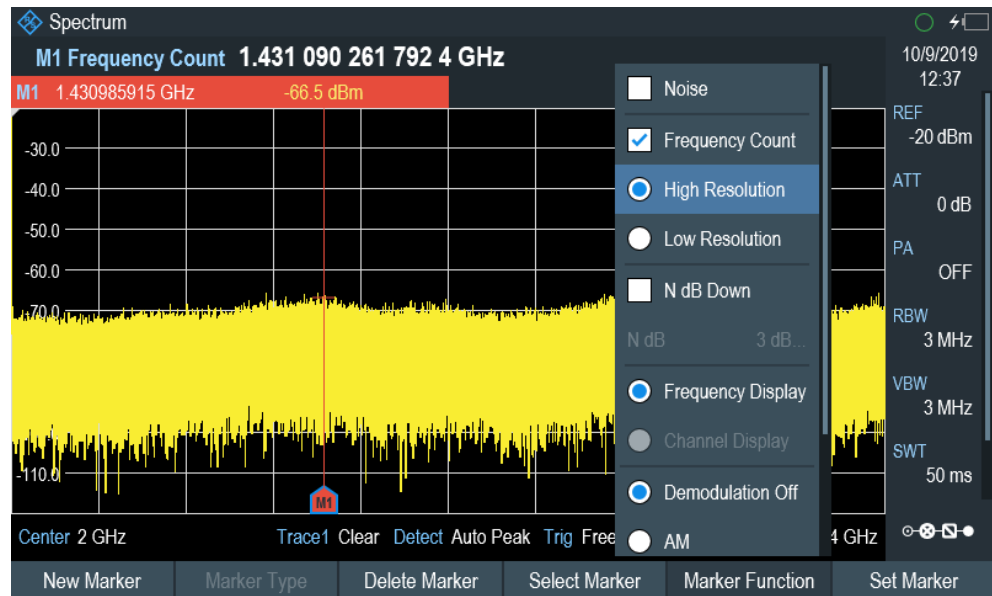 Spectrum
M1 Frequency Count 1.431 090 261 792 4 GHz
10/9/2019
12:37
M1 1.430985915 GHz -66.5 dBm
-30.0
-40.0
-50.0
-60.0
-70.0
-110.0
M1
Noise
Frequency Count
High Resolution
Low Resolution
N dB Down
N dB 3 dB...
Frequency Display
Channel Display
Demodulation Off
AM
REF
-20 dBm
ATT
0 dB
PA
OFF
RBW
3 MHz
VBW
3 MHz
SWT
50 ms
Center 2 GHz Trace1 Clear Detect Auto Peak Trig Free 4 GHz
New Marker Marker Type Delete Marker Select Marker Marker Function Set Marker